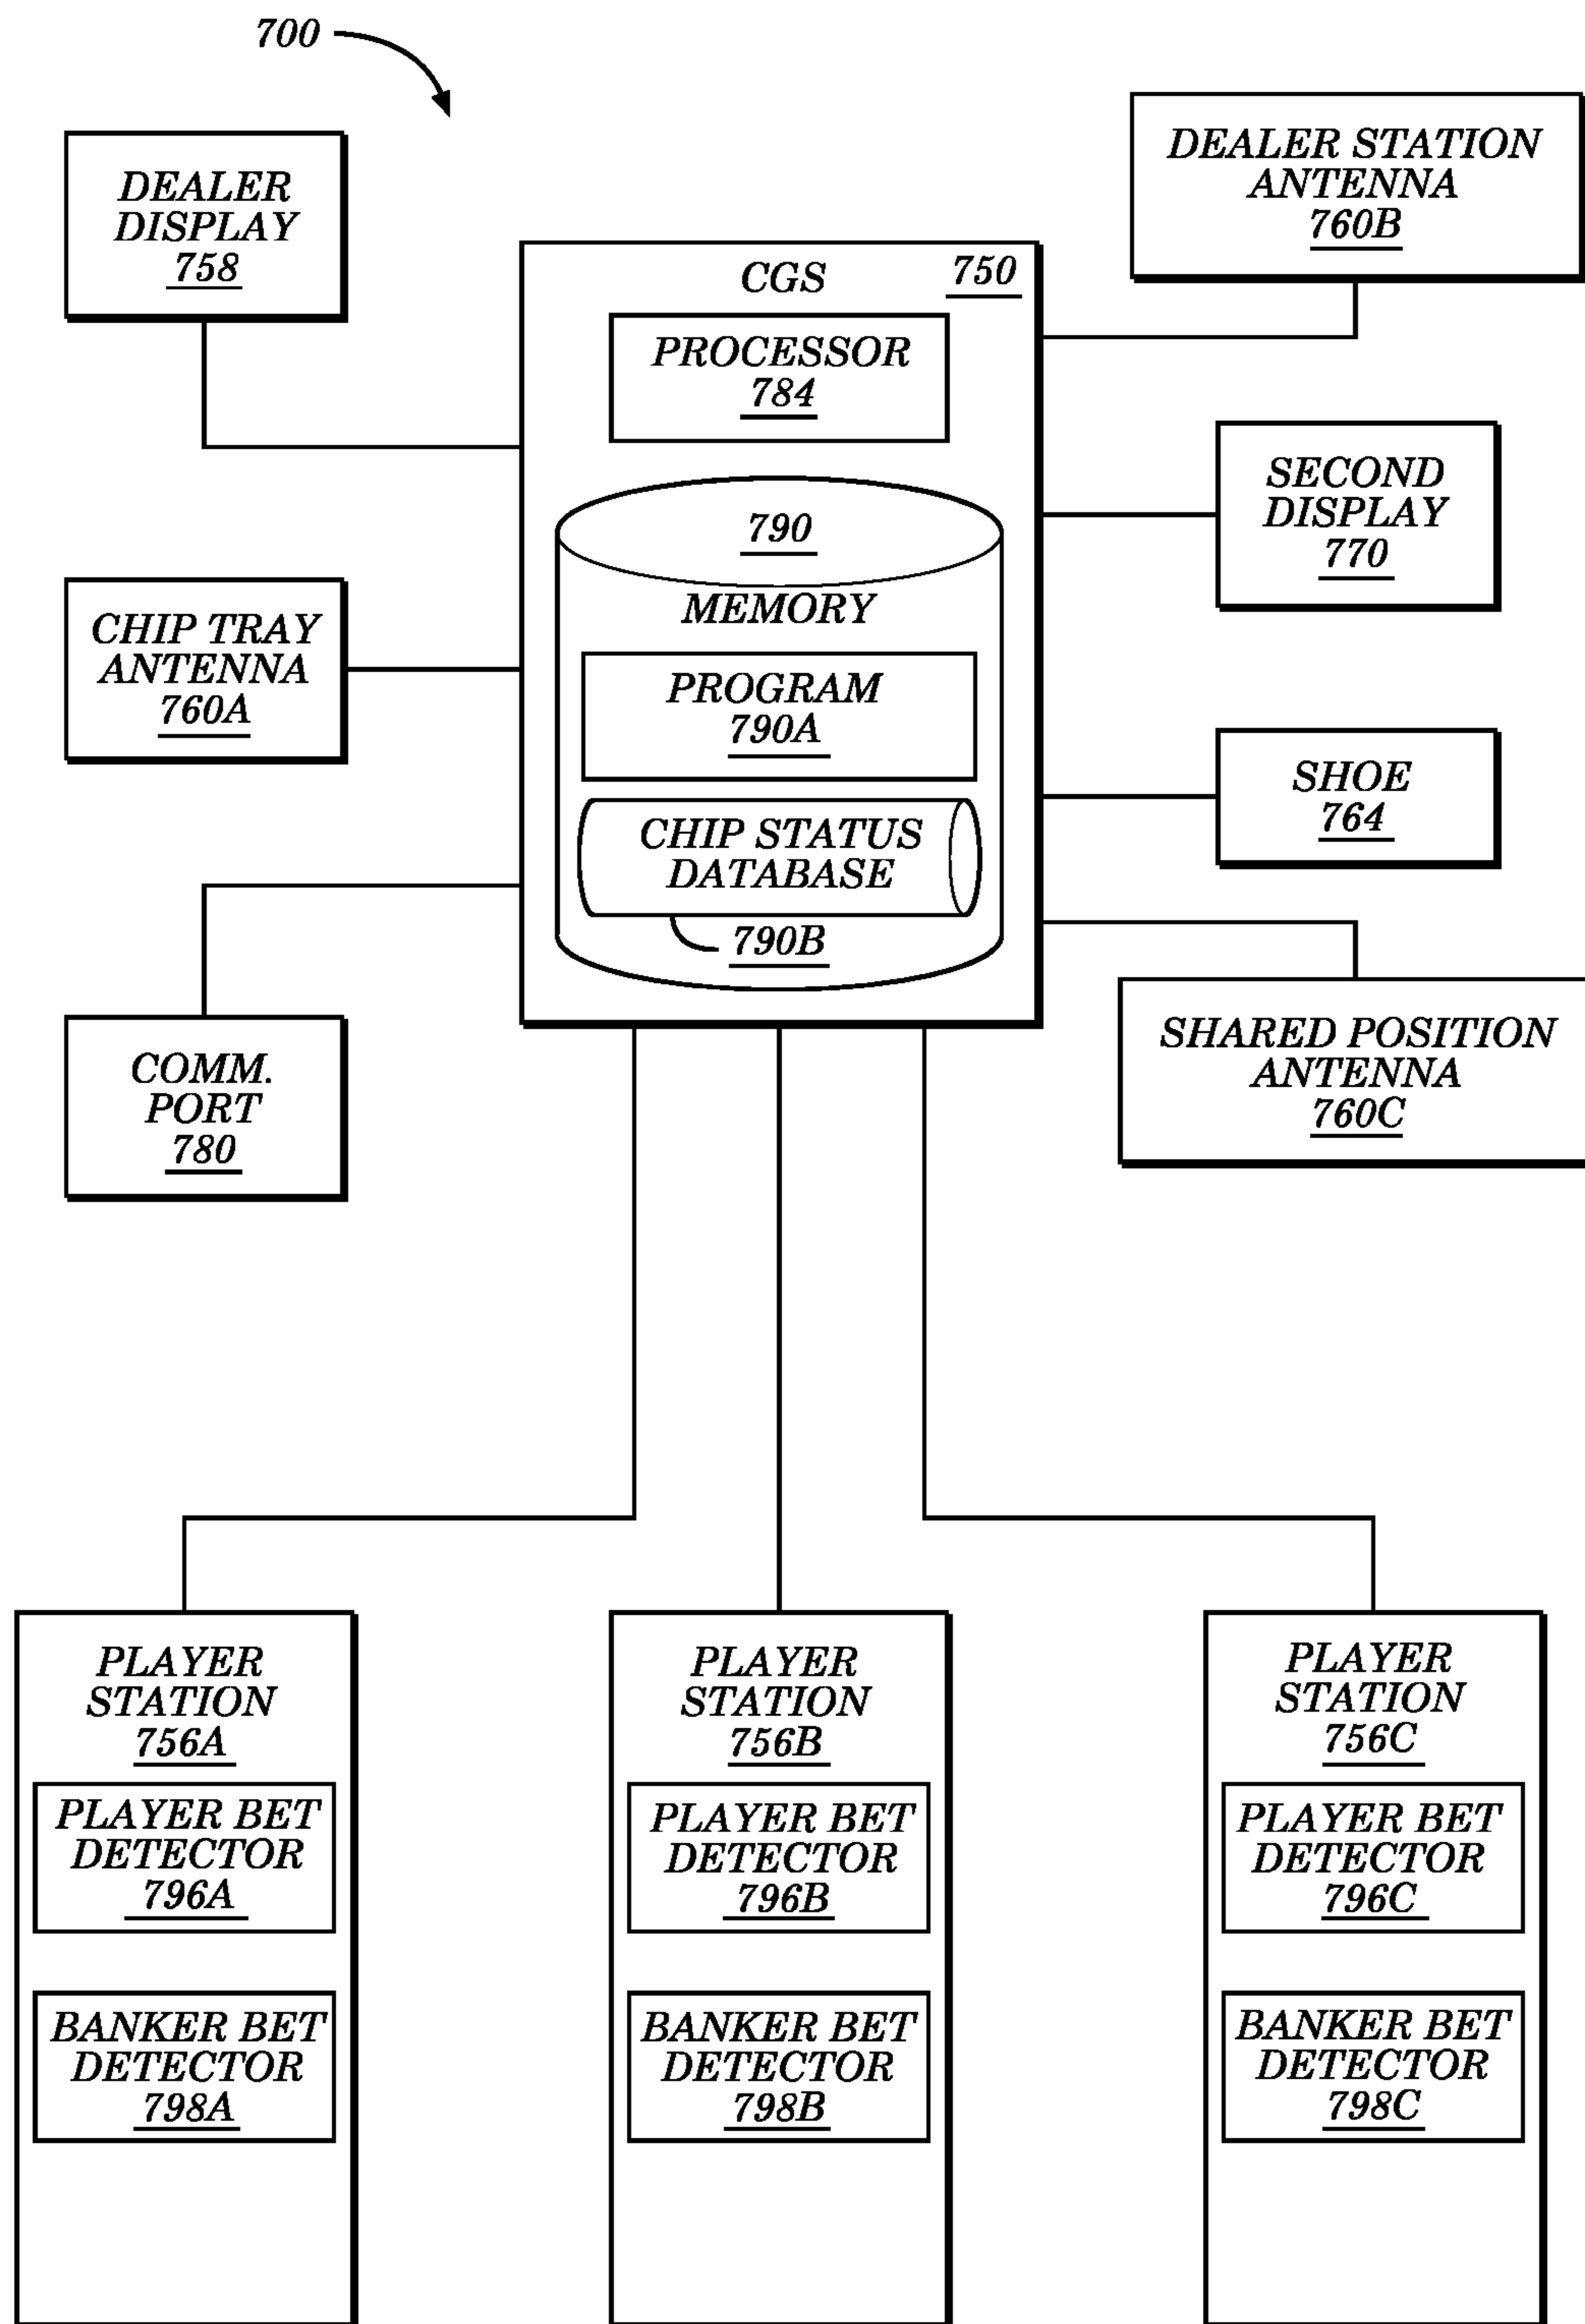 700
DEALER
DISPLAY
758
DEALER STATION
ANTENNA
760B
CGS
750
PROCESSOR
784
SECOND
DISPLAY
770
790
MEMORY
CHIP TRAY
ANTENNA
760A
PROGRAM
790A
SHOE
764
CHIP STATUS
DATABASE
790B
COMM.
PORT
780
SHARED POSITION
ANTENNA
760C
PLAYER
STATION
756A
PLAYER BET
DETECTOR
796A
BANKER BET
DETECTOR
798A
PLAYER
STATION
756B
PLAYER BET
DETECTOR
796B
BANKER BET
DETECTOR
798B
PLAYER
STATION
756C
PLAYER BET
DETECTOR
796C
BANKER BET
DETECTOR
798C